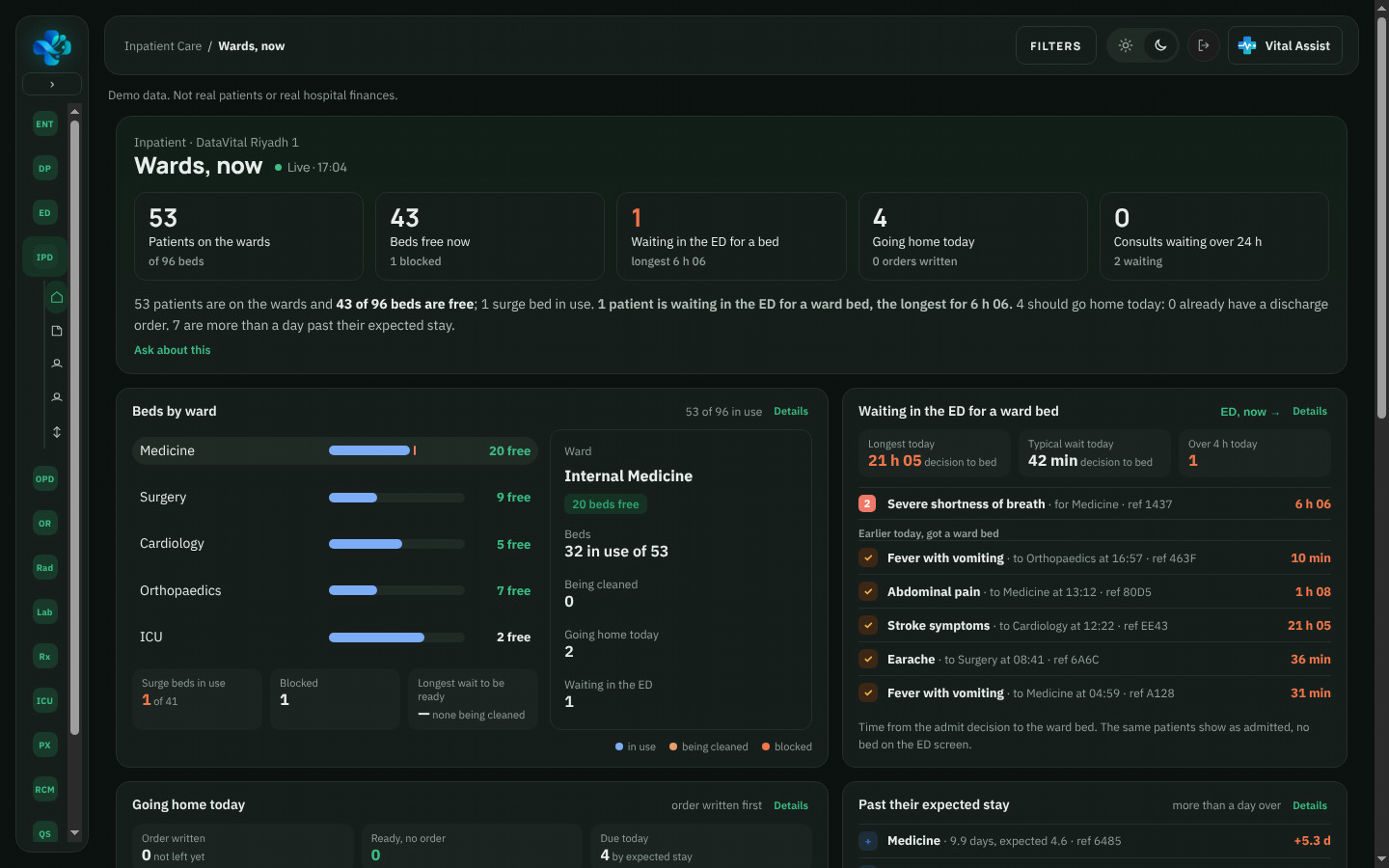 Inpatient Care / Wards, now
FILTERS
Vital Assist
Demo data. Not real patients or real hospital finances.
ENT
DP
ED
IPD
OPD
OR
Rad
Lab
Rx
ICU
PX
RCM
QS
Inpatient · DataVital Riyadh 1
Wards, now
Live · 17:04
53
Patients on the wards
of 96 beds
43
Beds free now
1 blocked
1
Waiting in the ED for a bed
longest 6 h 06
4
Going home today
0 orders written
0
Consults waiting over 24 h
2 waiting
53 patients are on the wards and 43 of 96 beds are free; 1 surge bed in use. 1 patient is waiting in the ED for a ward bed, the longest for 6 h 06. 4 should go home today: 0 already have a discharge
order. 7 are more than a day past their expected stay.
Ask about this
Beds by ward
53 of 96 in use
Details
Medicine
20 free
Surgery
9 free
Cardiology
5 free
Orthopaedics
7 free
ICU
2 free
Surge beds in use
1 of 41
Blocked
1
Longest wait to be
ready
— none being cleaned
Ward
Internal Medicine
20 beds free
Beds
32 in use of 53
Being cleaned
0
Going home today
2
Waiting in the ED
1
in use
being cleaned
blocked
Waiting in the ED for a ward bed
ED, now →
Details
Longest today
21 h 05 decision to bed
Typical wait today
42 min decision to bed
Over 4 h today
1
2 Severe shortness of breath · for Medicine · ref 1437 6 h 06
Earlier today, got a ward bed
Fever with vomiting · to Orthopaedics at 16:57 · ref 463F 10 min
Abdominal pain · to Medicine at 13:12 · ref 80D5 1 h 08
Stroke symptoms · to Cardiology at 12:22 · ref EE43 21 h 05
Earache · to Surgery at 08:41 · ref 6A6C 36 min
Fever with vomiting · to Medicine at 04:59 · ref A128 31 min
Time from the admit decision to the ward bed. The same patients show as admitted, no
bed on the ED screen.
Going home today
order written first
Details
Order written
0 not left yet
Ready, no order
0
Due today
4 by expected stay
Past their expected stay
more than a day over
Details
+ Medicine · 9.9 days, expected 4.6 · ref 6485 +5.3 d